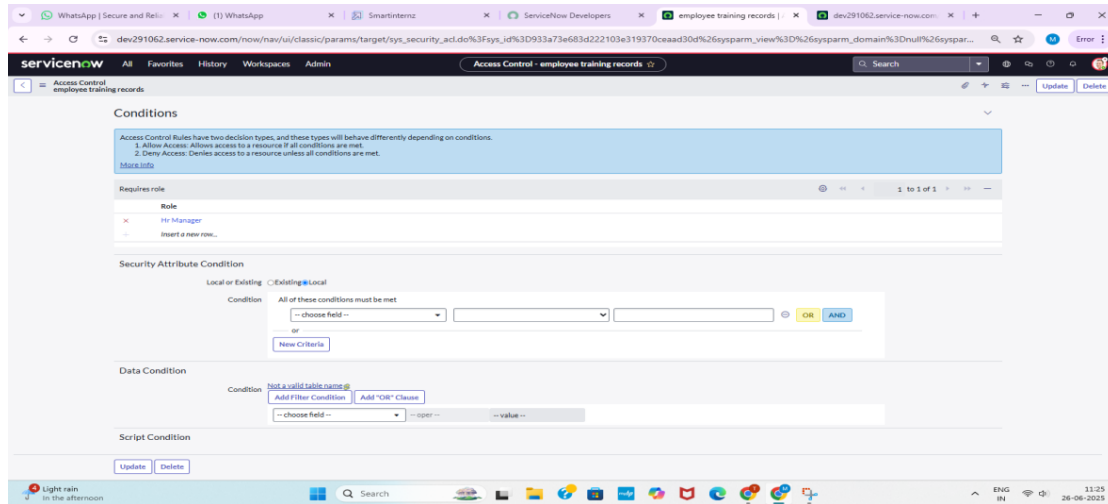 WhatsApp | Secure and Relia
(1) WhatsApp
Smartinternz
ServiceNow Developers
employee training records | A
dev291062.service-now.com
dev291062.service-now.com/now/nav/ui/classic/params/target/sys_security_acl.do%3Fsys_id%3D933a73e683d222103e319370ceaad30d%26sysparm_view%3D%26sysparm_domain%3Dnull%26syspar...
M
Error
servicenow All Favorites History Workspaces Admin
Access Control - employee training records
Search
Access Control
employee training records
Update Delete
Conditions
Access Control Rules have two decision types, and these types will behave differently depending on conditions.
1. Allow Access: Allows access to a resource if all conditions are met.
2. Deny Access: Denies access to a resource unless all conditions are met.
More Info
Requires role
1 to 1 of 1
Role
Hr Manager
Insert a new row...
Security Attribute Condition
Local or Existing Existing Local
Condition All of these conditions must be met
-- choose field --
OR AND
or
New Criteria
Data Condition
Condition Not a valid table name
Add Filter Condition Add "OR" Clause
-- choose field -- -- oper -- -- value --
Script Condition
Update Delete
4
Light rain
In the afternoon
Search
ENG
IN
11:25
26-06-2025